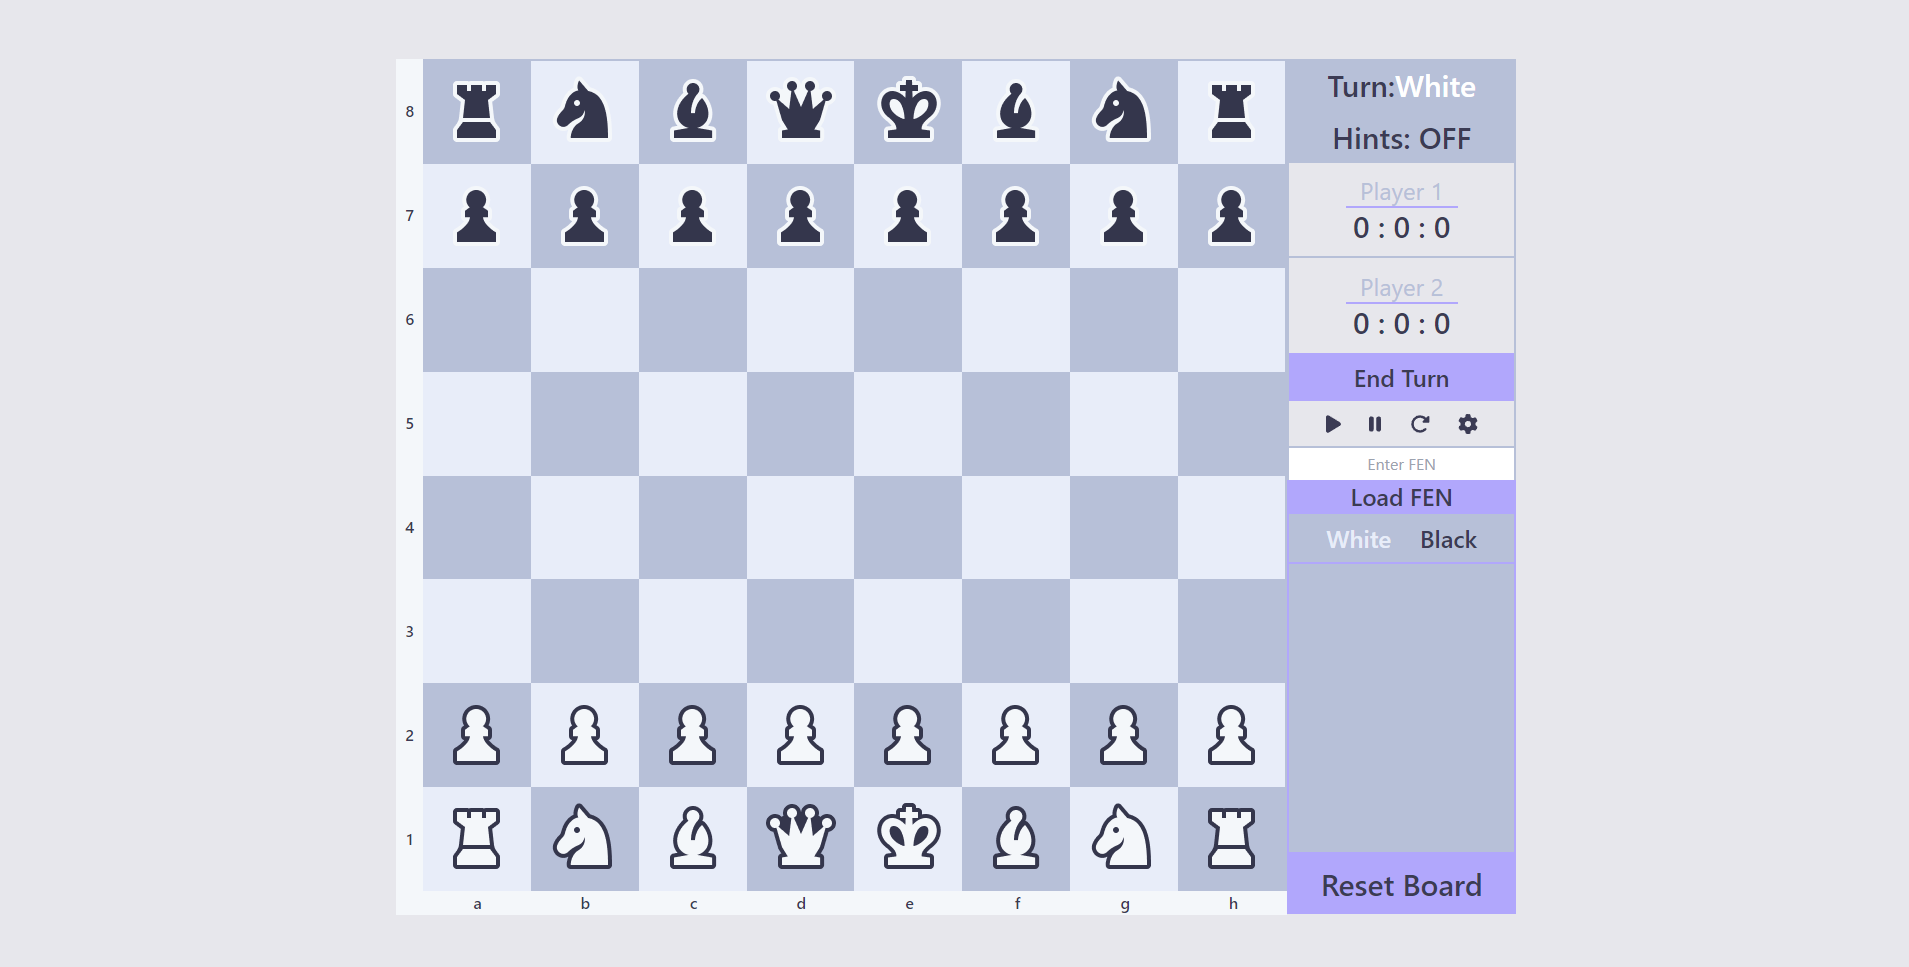 8
7
6
5
4
3
2
1
a b c d e f g h
Turn:White
Hints: OFF
Player 1
0 : 0 : 0
Player 2
0 : 0 : 0
End Turn
Enter FEN
Load FEN
White Black
Reset Board